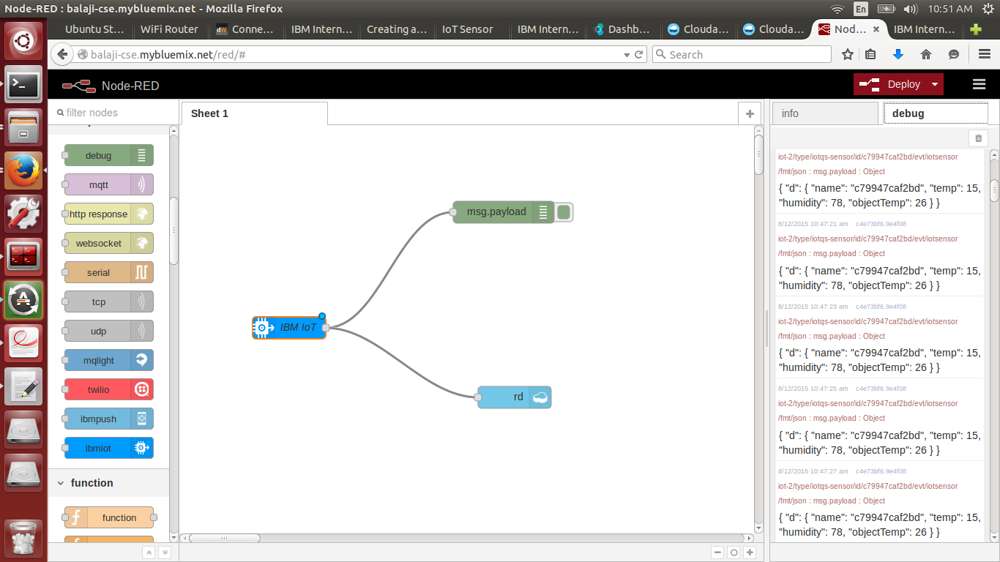 Node-RED : balaji-cse.mybluemix.net - Mozilla Firefox
En
10:51 AM
Ubuntu St...
WiFi Router
dW Conne...
IBM Intern...
Creating a...
IoT Sensor
IBM Intern...
Dashb...
Clouda...
Clouda...
Nod...
IBM Intern...
balaji-cse.mybluemix.net/red/#
Search
Node-RED
Deploy
filter nodes
Sheet 1
info
debug
debug
mqtt
http response
websocket
serial
tcp
udp
mqlight
twilio
ibmpush
ibmiot
function
function
msg.payload
IBM IoT
rd
iot-2/type/iotqs-sensor/id/c79947caf2bd/evt/iotsensor
/fmt/json : msg.payload : Object
{ "d": { "name": "c79947caf2bd", "temp": 15,
"humidity": 78, "objectTemp": 26 } }
8/12/2015 10:47:21 am c4e73bf6.9e4f08
iot-2/type/iotqs-sensor/id/c79947caf2bd/evt/iotsensor
/fmt/json : msg.payload : Object
{ "d": { "name": "c79947caf2bd", "temp": 15,
"humidity": 78, "objectTemp": 26 } }
8/12/2015 10:47:23 am c4e73bf6.9e4f08
iot-2/type/iotqs-sensor/id/c79947caf2bd/evt/iotsensor
/fmt/json : msg.payload : Object
{ "d": { "name": "c79947caf2bd", "temp": 15,
"humidity": 78, "objectTemp": 26 } }
8/12/2015 10:47:25 am c4e73bf6.9e4f08
iot-2/type/iotqs-sensor/id/c79947caf2bd/evt/iotsensor
/fmt/json : msg.payload : Object
{ "d": { "name": "c79947caf2bd", "temp": 15,
"humidity": 78, "objectTemp": 26 } }
8/12/2015 10:47:27 am c4e73bf6.9e4f08
iot-2/type/iotqs-sensor/id/c79947caf2bd/evt/iotsensor
/fmt/json : msg.payload : Object
{ "d": { "name": "c79947caf2bd", "temp": 15,
"humidity": 78, "objectTemp": 26 } }